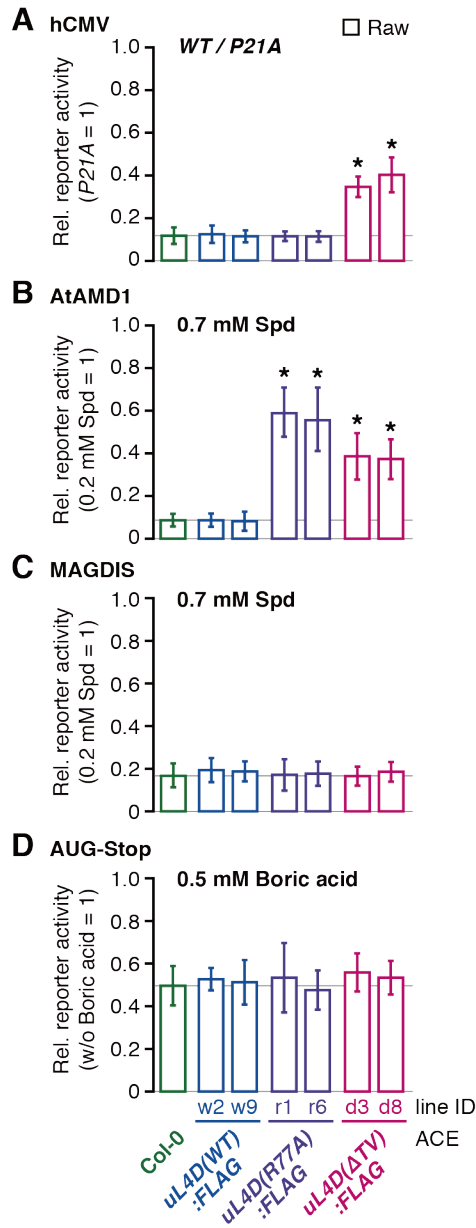 A hCMV
Raw
WT / P21A
Rel. reporter activity
(P21A = 1)
1.0
0.8
0.6
0.4
0.2
0
* *
B AtAMD1
0.7 mM Spd
Rel. reporter activity
(0.2 mM Spd = 1)
1.0
0.8
0.6
0.4
0.2
0
* * * *
C MAGDIS
0.7 mM Spd
Rel. reporter activity
(0.2 mM Spd = 1)
1.0
0.8
0.6
0.4
0.2
0
D AUG-Stop
0.5 mM Boric acid
Rel. reporter activity
(w/o Boric acid = 1)
1.0
0.8
0.6
0.4
0.2
0
w2 w9 r1 r6 d3 d8 line ID
ACE
Col-0
uL4D(WT)
:FLAG
uL4D(R77A)
:FLAG
uL4D(ΔTV)
:FLAG